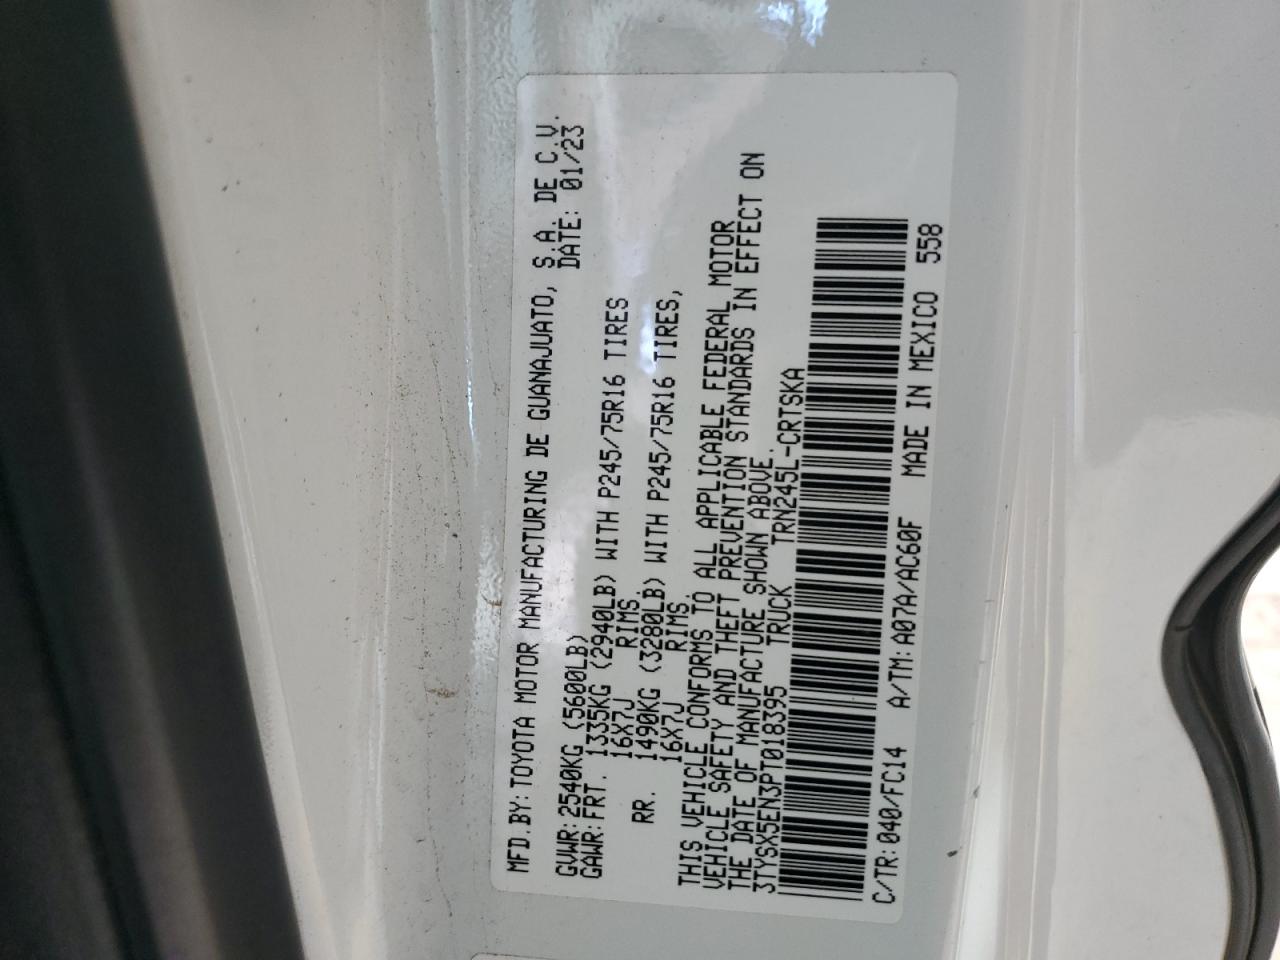 MFD.BY: TOYOTA MOTOR MANUFACTURING DE GUANAJUATO, S.A. DE C.V.
DATE: 01/23
GVWR: 2540KG (5600LB)
GAWR: FRT. 1335KG (2940LB) WITH P245/75R16 TIRES
16X7J RIMS.
RR. 1490KG (3280LB) WITH P245/75R16 TIRES,
16X7J RIMS.
THIS VEHICLE CONFORMS TO ALL APPLICABLE FEDERAL MOTOR
VEHICLE SAFETY AND THEFT PREVENTION STANDARDS IN EFFECT ON
THE DATE OF MANUFACTURE SHOWN ABOVE.
3TYSX5EN3PT018395 TRUCK TRN245L-CRTSKA
C/TR: 040/FC14 A/TM: A07A/AC60F MADE IN MEXICO 558